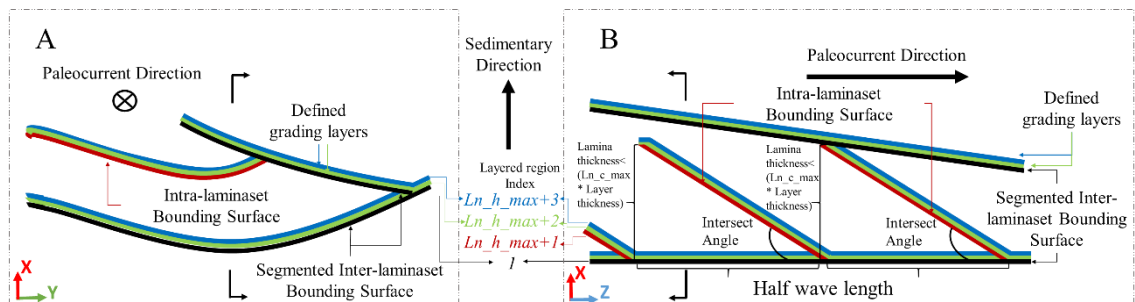 A
Paleocurrent Direction
Defined
grading layers
Intra-laminaset
Bounding Surface
Segmented Inter-laminaset
Bounding Surface
X
Y
Sedimentary
Direction
Layered region
Index
Ln_h_max+3
Ln_h_max+2
Ln_h_max+1
1
B
Paleocurrent Direction
Intra-laminaset
Bounding Surface
Defined
grading layers
Lamina
thickness<
(Ln_c_max
* Layer
thickness)
Lamina
thickness<
(Ln_c_max
* Layer
thickness)
Intersect
Angle
Intersect
Angle
Segmented Inter-
laminaset Bounding
Surface
X
Z
Half wave length